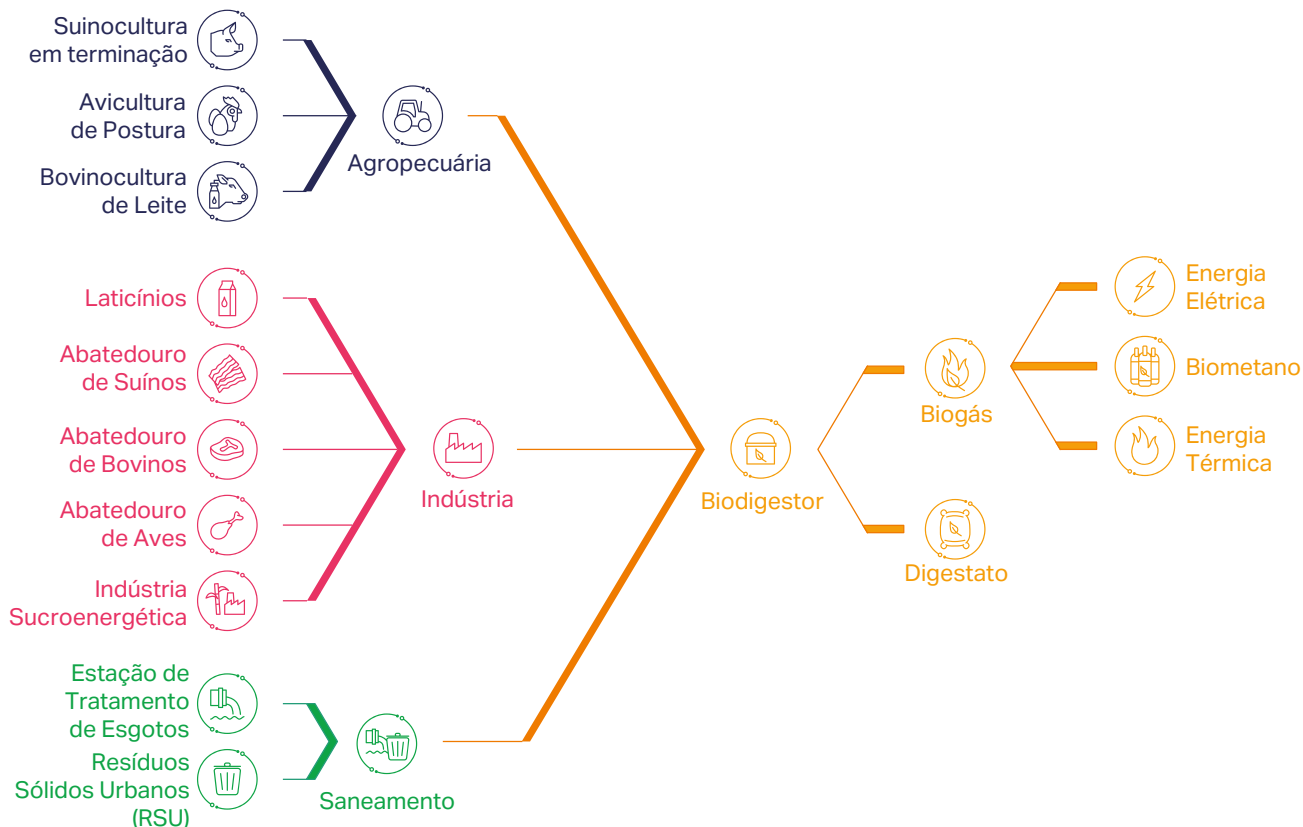 Suinocultura
em terminação
Avicultura
de Postura
Bovinocultura
de Leite
Agropecuária
Laticínios
Abatedouro
de Suínos
Abatedouro
de Bovinos
Abatedouro
de Aves
Indústria
Sucroenergética
Indústria
Estação de
Tratamento
de Esgotos
Resíduos
Sólidos Urbanos
(RSU)
Saneamento
Biodigestor
Biogás
Digestato
Energia
Elétrica
Biometano
Energia
Térmica